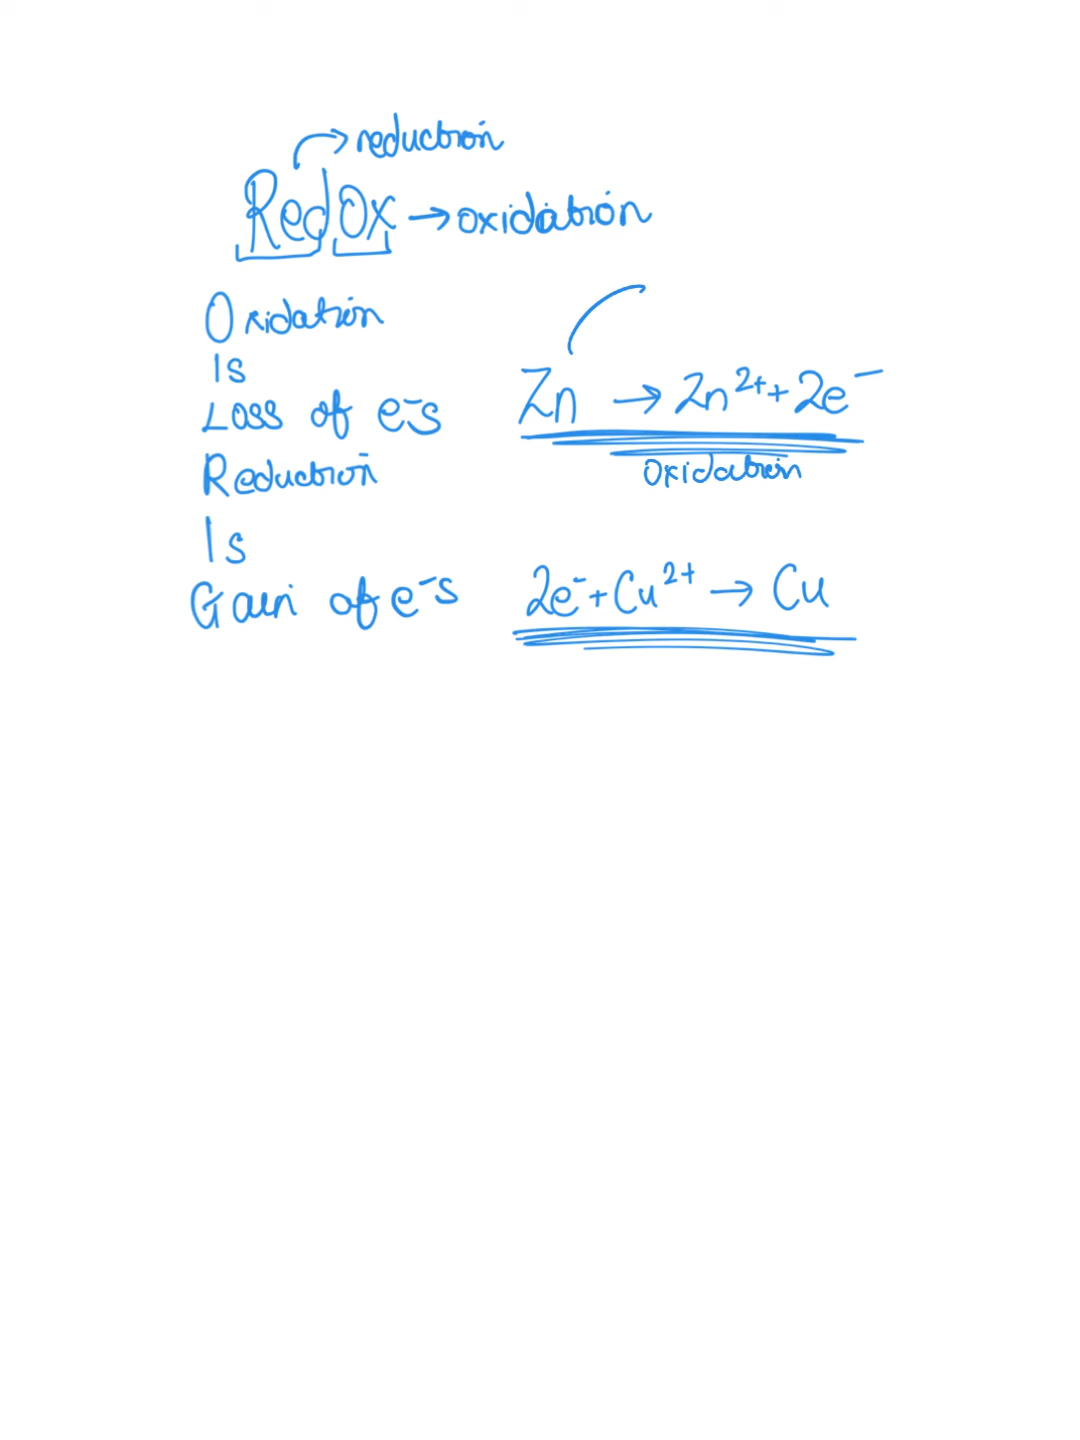 reduction
RedOx → oxidation
Oxidation
Is
Loss of e⁻s
Zn → Zn²⁺ + 2e⁻
oxidation
Reduction
Is
Gain of e⁻s
2e⁻ + Cu²⁺ → Cu